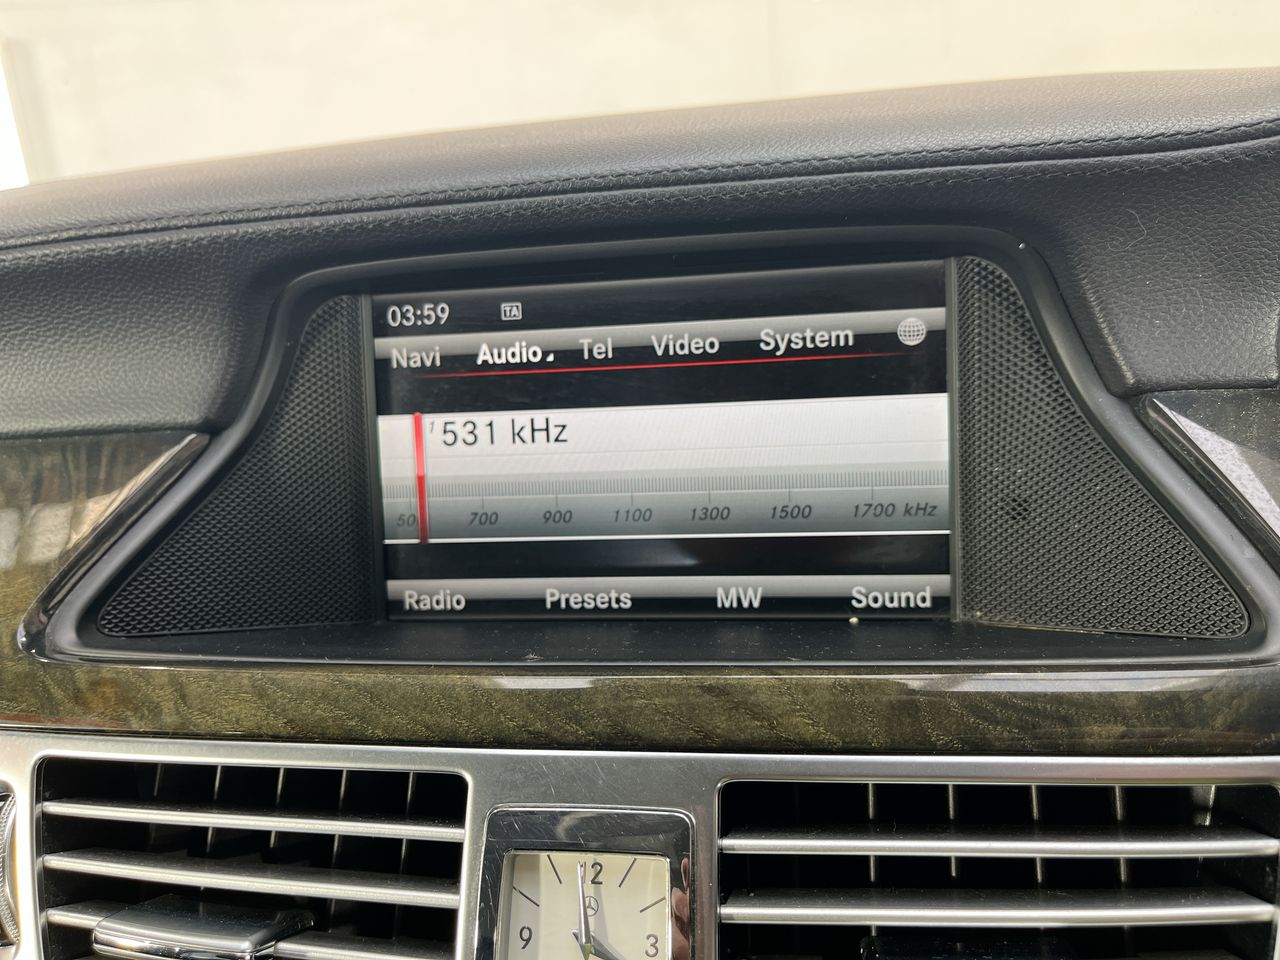 03:59 TA
Navi Audio Tel Video System
1 531 kHz
50 700 900 1100 1300 1500 1700 kHz
Radio Presets MW Sound
12
9 3